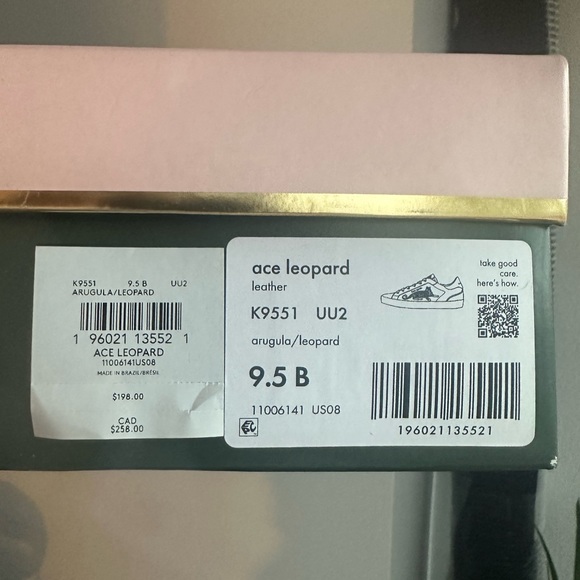 K9551 9.5 B UU2
ARUGULA/LEOPARD
1 96021 13552 1
ACE LEOPARD
11006141US08
MADE IN BRAZIL/BRÉSIL
$198.00
CAD
$258.00
ace leopard
leather
K9551 UU2
arugula/leopard
9.5 B
11006141 US08
take good
care.
here's how.
196021135521